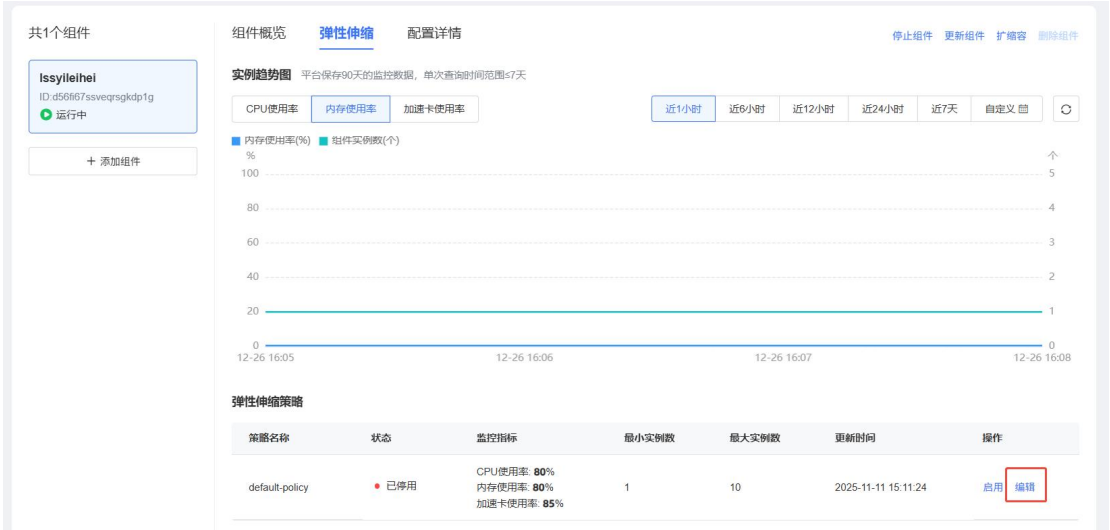 共1个组件
lssyileihei
ID:d56fi67ssveqrsgkdp1g
运行中
+ 添加组件
组件概览 弹性伸缩 配置详情
停止组件 更新组件 扩缩容 删除组件
实例趋势图 平台保存90天的监控数据，单次查询时间范围≤7天
CPU使用率 内存使用率 加速卡使用率
近1小时 近6小时 近12小时 近24小时 近7天 自定义
内存使用率(%) 组件实例数(个)
% 个
100 5
80 4
60 3
40 2
20 1
0 0
12-26 16:05 12-26 16:06 12-26 16:07 12-26 16:08
弹性伸缩策略
策略名称 状态 监控指标 最小实例数 最大实例数 更新时间 操作
CPU使用率: 80%
default-policy 已停用 内存使用率: 80% 1 10 2025-11-11 15:11:24 启用 编辑
加速卡使用率: 85%